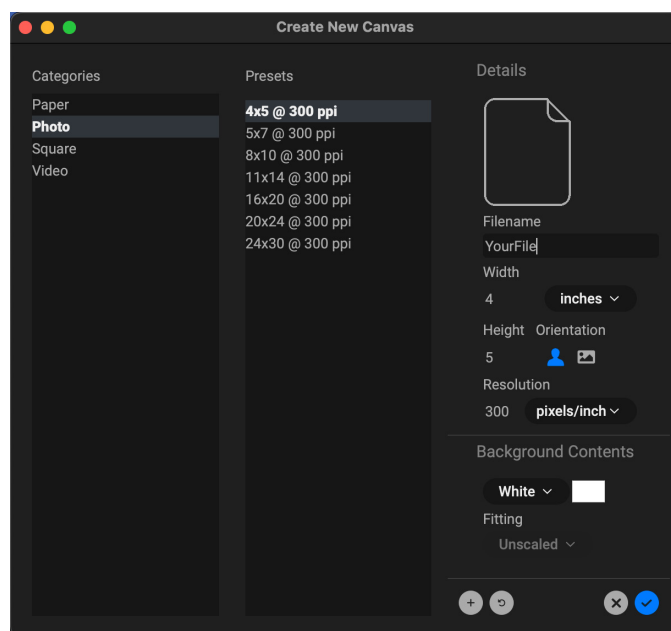 Create New Canvas
Categories
Paper
Photo
Square
Video
Presets
4x5 @ 300 ppi
5x7 @ 300 ppi
8x10 @ 300 ppi
11x14 @ 300 ppi
16x20 @ 300 ppi
20x24 @ 300 ppi
24x30 @ 300 ppi
Details
Filename
YourFile
Width
4 inches
Height Orientation
5
Resolution
300 pixels/inch
Background Contents
White
Fitting
Unscaled